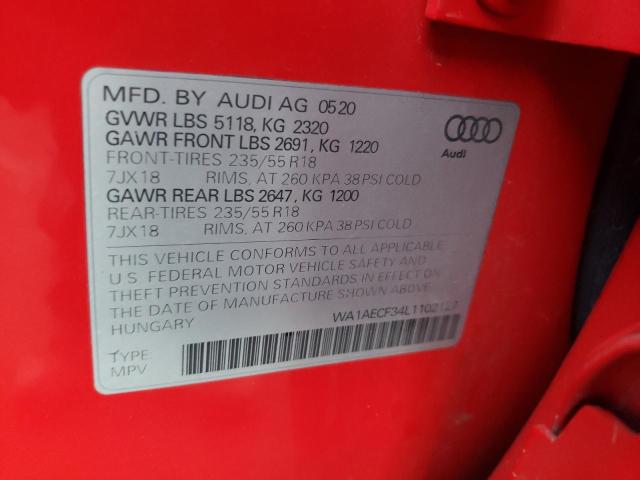 MFD. BY AUDI AG 0520
GVWR LBS 5118, KG 2320
GAWR FRONT LBS 2691, KG 1220
FRONT-TIRES 235/55 R18
7JX18 RIMS, AT 260 KPA 38 PSI COLD
GAWR REAR LBS 2647, KG 1200
REAR-TIRES 235/55 R18
7JX18 RIMS, AT 260 KPA 38 PSI COLD
Audi
THIS VEHICLE CONFORMS TO ALL APPLICABLE
U S FEDERAL MOTOR VEHICLE SAFETY AND
THEFT PREVENTION STANDARDS IN EFFECT ON
THE DATE OF MANUFACTURE SHOWN ABOVE
HUNGARY
TYPE
MPV